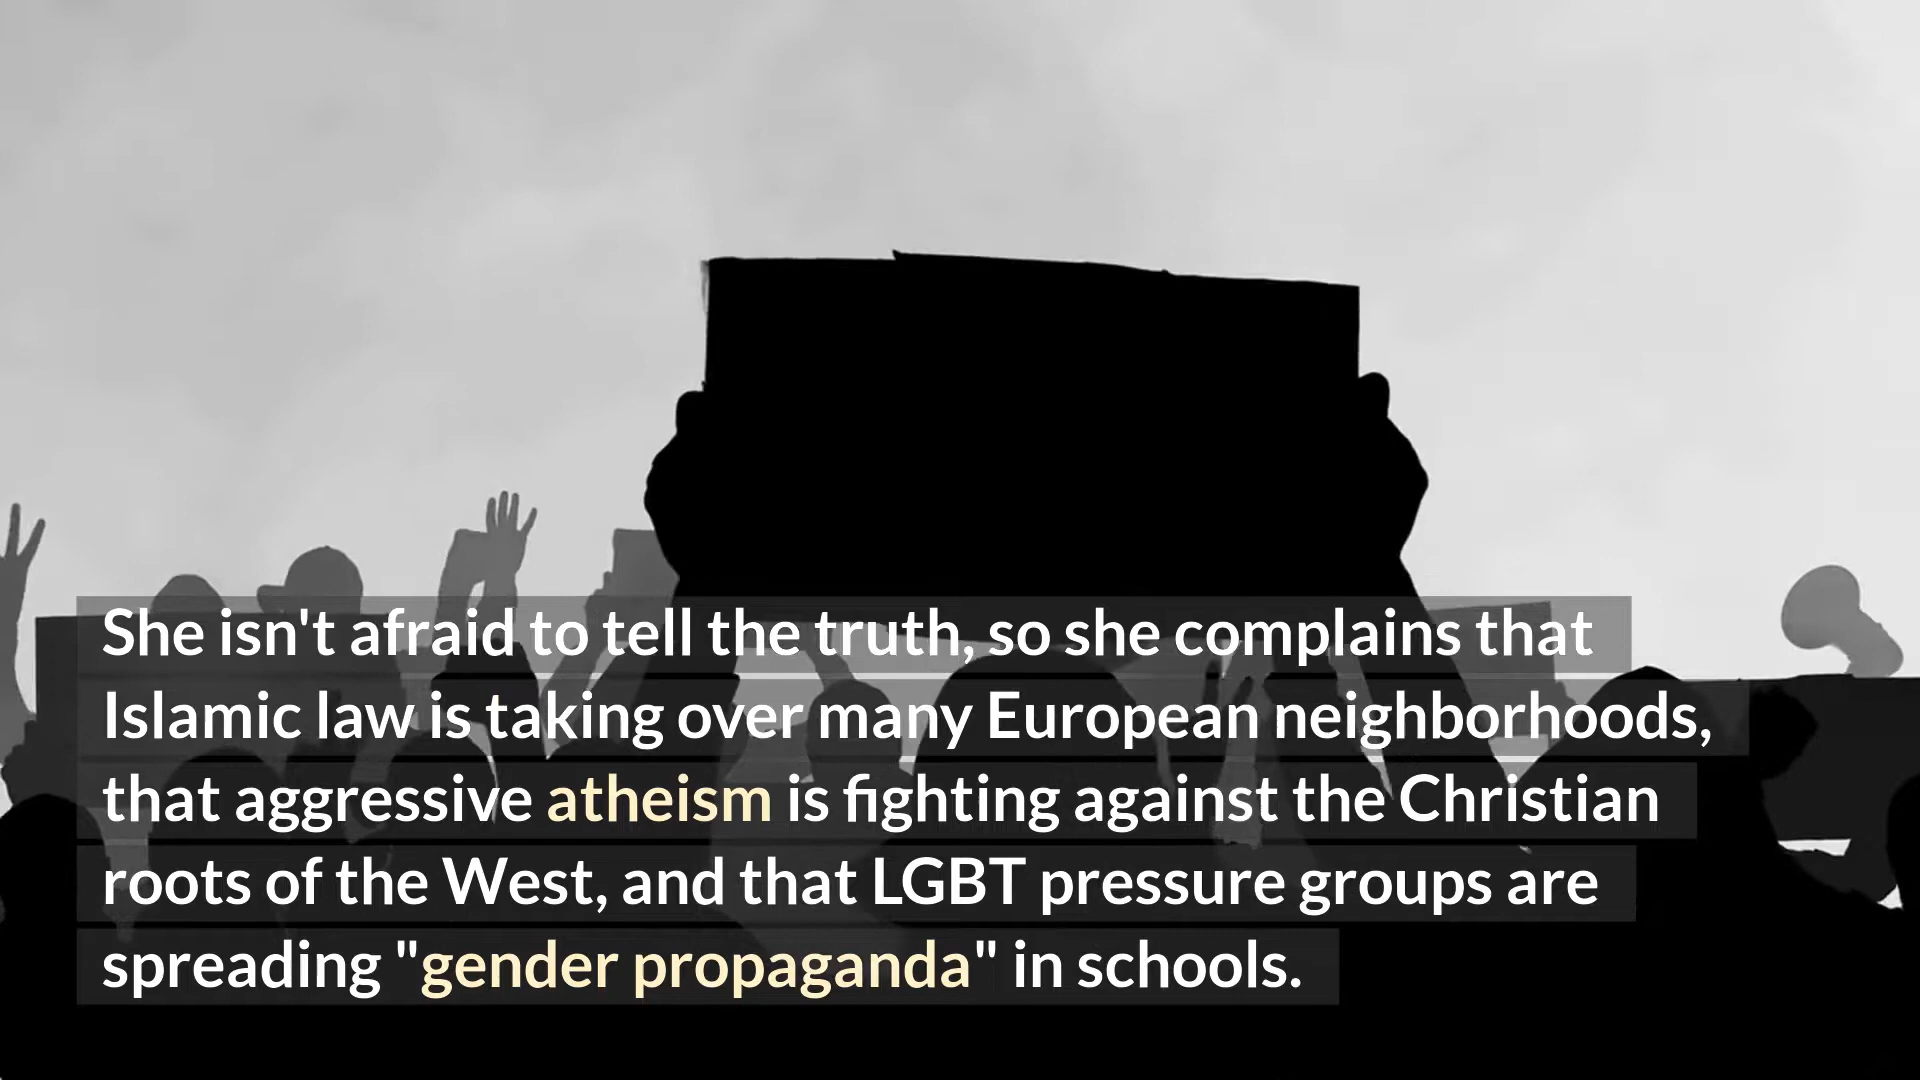 She isn't afraid to tell the truth, so she complains that
Islamic law is taking over many European neighborhoods,
that aggressive atheism is fighting against the Christian
roots of the West, and that LGBT pressure groups are
spreading "gender propaganda" in schools.